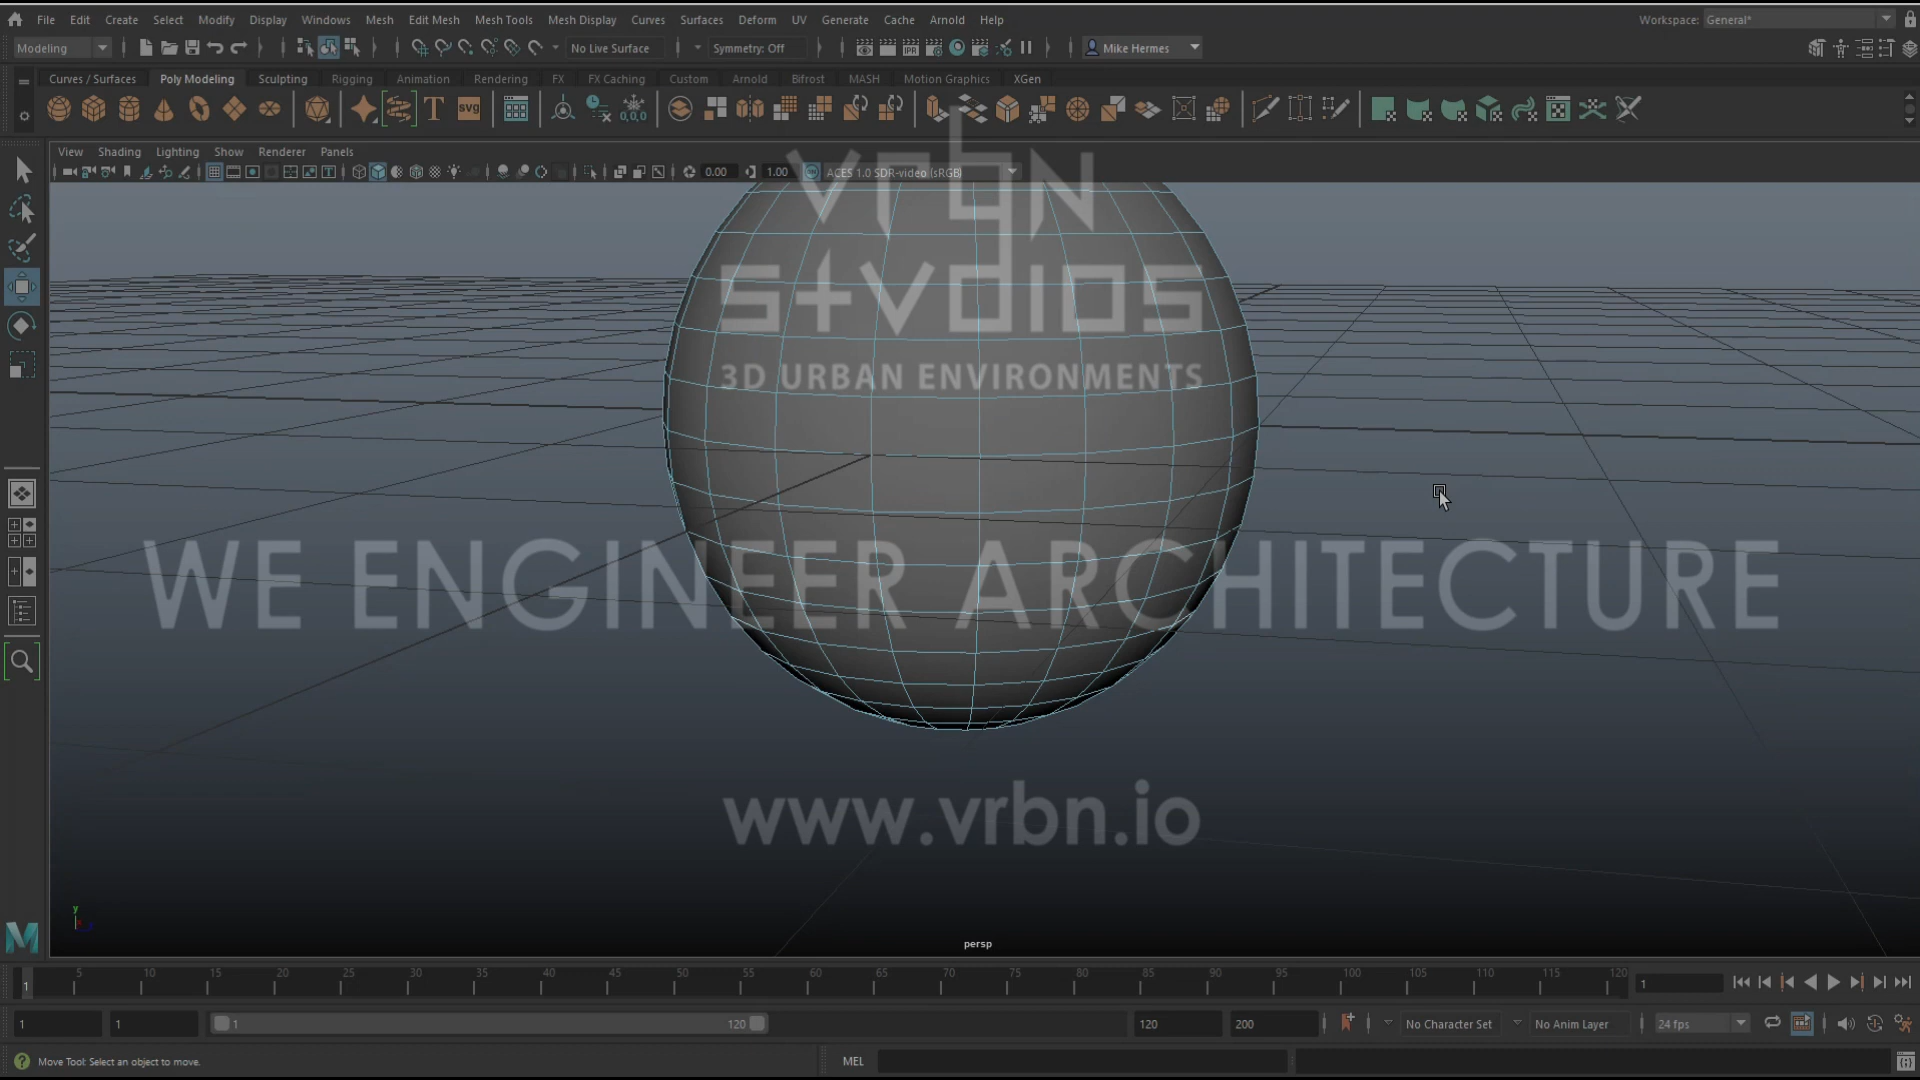 File Edit Create Select Modify Display Windows Mesh Edit Mesh Mesh Tools Mesh Display Curves Surfaces Deform UV Generate Cache Arnold Help Workspace: General*
Modeling No Live Surface Symmetry: Off Mike Hermes
Curves / Surfaces Poly Modeling Sculpting Rigging Animation Rendering FX FX Caching Custom Arnold Bifrost MASH Motion Graphics XGen
T svg 0,0,0
View Shading Lighting Show Renderer Panels
0.00 1.00 ACES 1.0 SDR-video (sRGB)
vrbn
stvdios
3D URBAN ENVIRONMENTS
WE ENGINEER ARCHITECTURE
www.vrbn.io
y
persp
1 5 10 15 20 25 30 35 40 45 50 55 60 65 70 75 80 85 90 95 100 105 110 115 120 1
1 1 1 120 120 200 No Character Set No Anim Layer 24 fps
Move Tool: Select an object to move. MEL